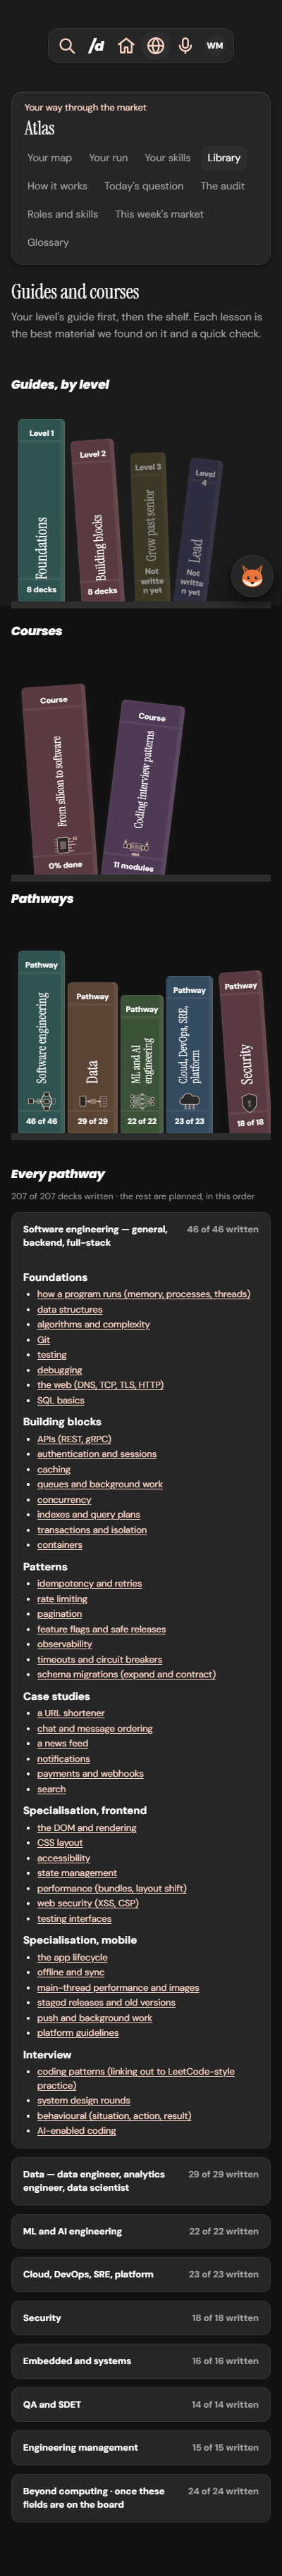 /d
WM
Your way through the market
Atlas
Your map
Your run
Your skills
Library
How it works
Today's question
The audit
Roles and skills
This week's market
Glossary
Guides and courses
Your level's guide first, then the shelf. Each lesson is
the best material we found on it and a quick check.
Guides, by level
Level 1
Foundations
8 decks
Level 2
Building blocks
8 decks
Level 3
Grow past senior
Not
writte
n yet
Level
4
Lead
Not
writte
n yet
Courses
Course
From silicon to software
0% done
Course
Coding interview patterns
11 modules
Pathways
Pathway
Software engineering
46 of 46
Pathway
Data
29 of 29
Pathway
ML and AI
engineering
22 of 22
Pathway
Cloud, DevOps, SRE,
platform
23 of 23
Pathway
Security
18 of 18
Every pathway
207 of 207 decks written · the rest are planned, in this order
Software engineering — general,
backend, full-stack
46 of 46 written
Foundations
• how a program runs (memory, processes, threads)
• data structures
• algorithms and complexity
• Git
• testing
• debugging
• the web (DNS, TCP, TLS, HTTP)
• SQL basics
Building blocks
• APIs (REST, gRPC)
• authentication and sessions
• caching
• queues and background work
• concurrency
• indexes and query plans
• transactions and isolation
• containers
Patterns
• idempotency and retries
• rate limiting
• pagination
• feature flags and safe releases
• observability
• timeouts and circuit breakers
• schema migrations (expand and contract)
Case studies
• a URL shortener
• chat and message ordering
• a news feed
• notifications
• payments and webhooks
• search
Specialisation, frontend
• the DOM and rendering
• CSS layout
• accessibility
• state management
• performance (bundles, layout shift)
• web security (XSS, CSP)
• testing interfaces
Specialisation, mobile
• the app lifecycle
• offline and sync
• main-thread performance and images
• staged releases and old versions
• push and background work
• platform guidelines
Interview
• coding patterns (linking out to LeetCode-style
practice)
• system design rounds
• behavioural (situation, action, result)
• AI-enabled coding
Data — data engineer, analytics
engineer, data scientist
29 of 29 written
ML and AI engineering
22 of 22 written
Cloud, DevOps, SRE, platform
23 of 23 written
Security
18 of 18 written
Embedded and systems
16 of 16 written
QA and SDET
14 of 14 written
Engineering management
15 of 15 written
Beyond computing · once these
fields are on the board
24 of 24 written